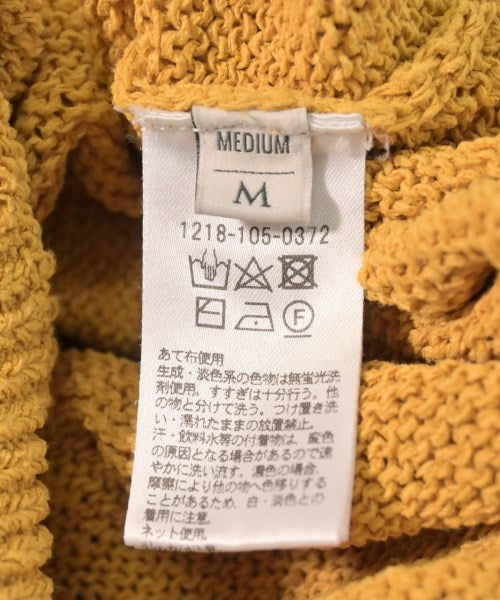 MEDIUM
M
1218-105-0372
F
あて布使用
生成・淡色系の色物は無蛍光洗
剤使用。すすぎは十分行う。他
の物と分けて洗う。つけ置き洗
い・濡れたままの放置禁止。
汗・飲料水等の付着物は、変色
の原因となる場合があるので速
やかに洗い流す。濃色の場合、
摩擦により他の物へ色移りする
ことがあるため、白・淡色との
着用に注意。
ネット使用。